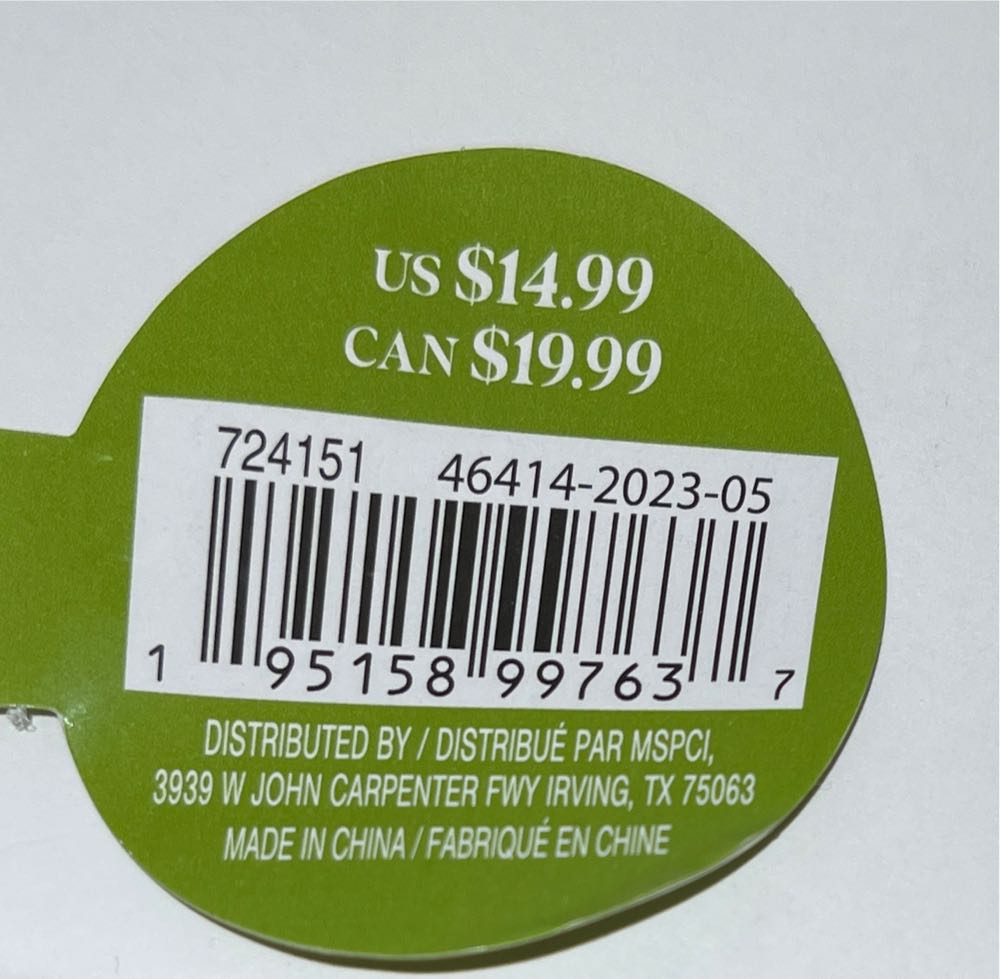 US $14.99
CAN $19.99
724151 46414-2023-05
1 95158 99763 7
DISTRIBUTED BY / DISTRIBUÉ PAR MSPCI,
3939 W JOHN CARPENTER FWY IRVING, TX 75063
MADE IN CHINA / FABRIQUÉ EN CHINE